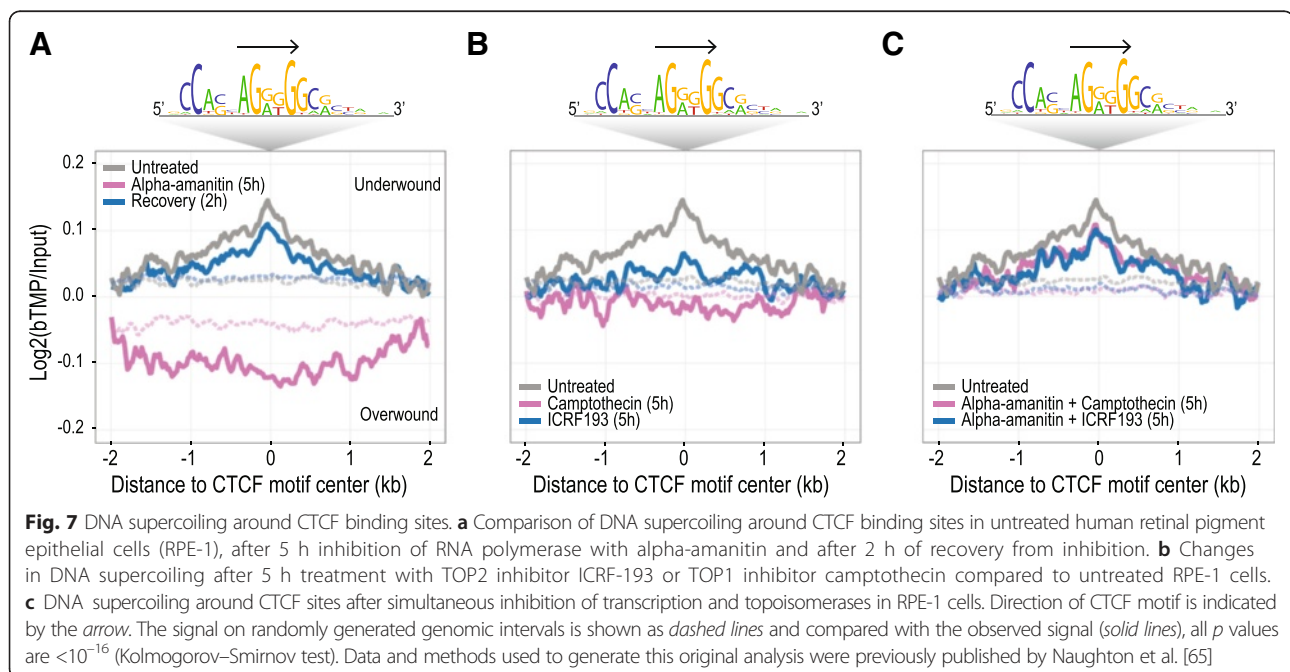 A
B
C
5'
3'
5'
3'
5'
3'
Log2(bTMP/Input)
0.2
0.1
0.0
-0.1
-0.2
Untreated
Alpha-amanitin (5h)
Recovery (2h)
Underwound
Overwound
-2 -1 0 1 2
Distance to CTCF motif center (kb)
Untreated
Camptothecin (5h)
ICRF193 (5h)
-2 -1 0 1 2
Distance to CTCF motif center (kb)
Untreated
Alpha-amanitin + Camptothecin (5h)
Alpha-amanitin + ICRF193 (5h)
-2 -1 0 1 2
Distance to CTCF motif center (kb)
Fig. 7 DNA supercoiling around CTCF binding sites. a Comparison of DNA supercoiling around CTCF binding sites in untreated human retinal pigment
epithelial cells (RPE-1), after 5 h inhibition of RNA polymerase with alpha-amanitin and after 2 h of recovery from inhibition. b Changes
in DNA supercoiling after 5 h treatment with TOP2 inhibitor ICRF-193 or TOP1 inhibitor camptothecin compared to untreated RPE-1 cells.
c DNA supercoiling around CTCF sites after simultaneous inhibition of transcription and topoisomerases in RPE-1 cells. Direction of CTCF motif is indicated
by the arrow. The signal on randomly generated genomic intervals is shown as dashed lines and compared with the observed signal (solid lines), all p values
are <10⁻¹⁶ (Kolmogorov–Smirnov test). Data and methods used to generate this original analysis were previously published by Naughton et al. [65]